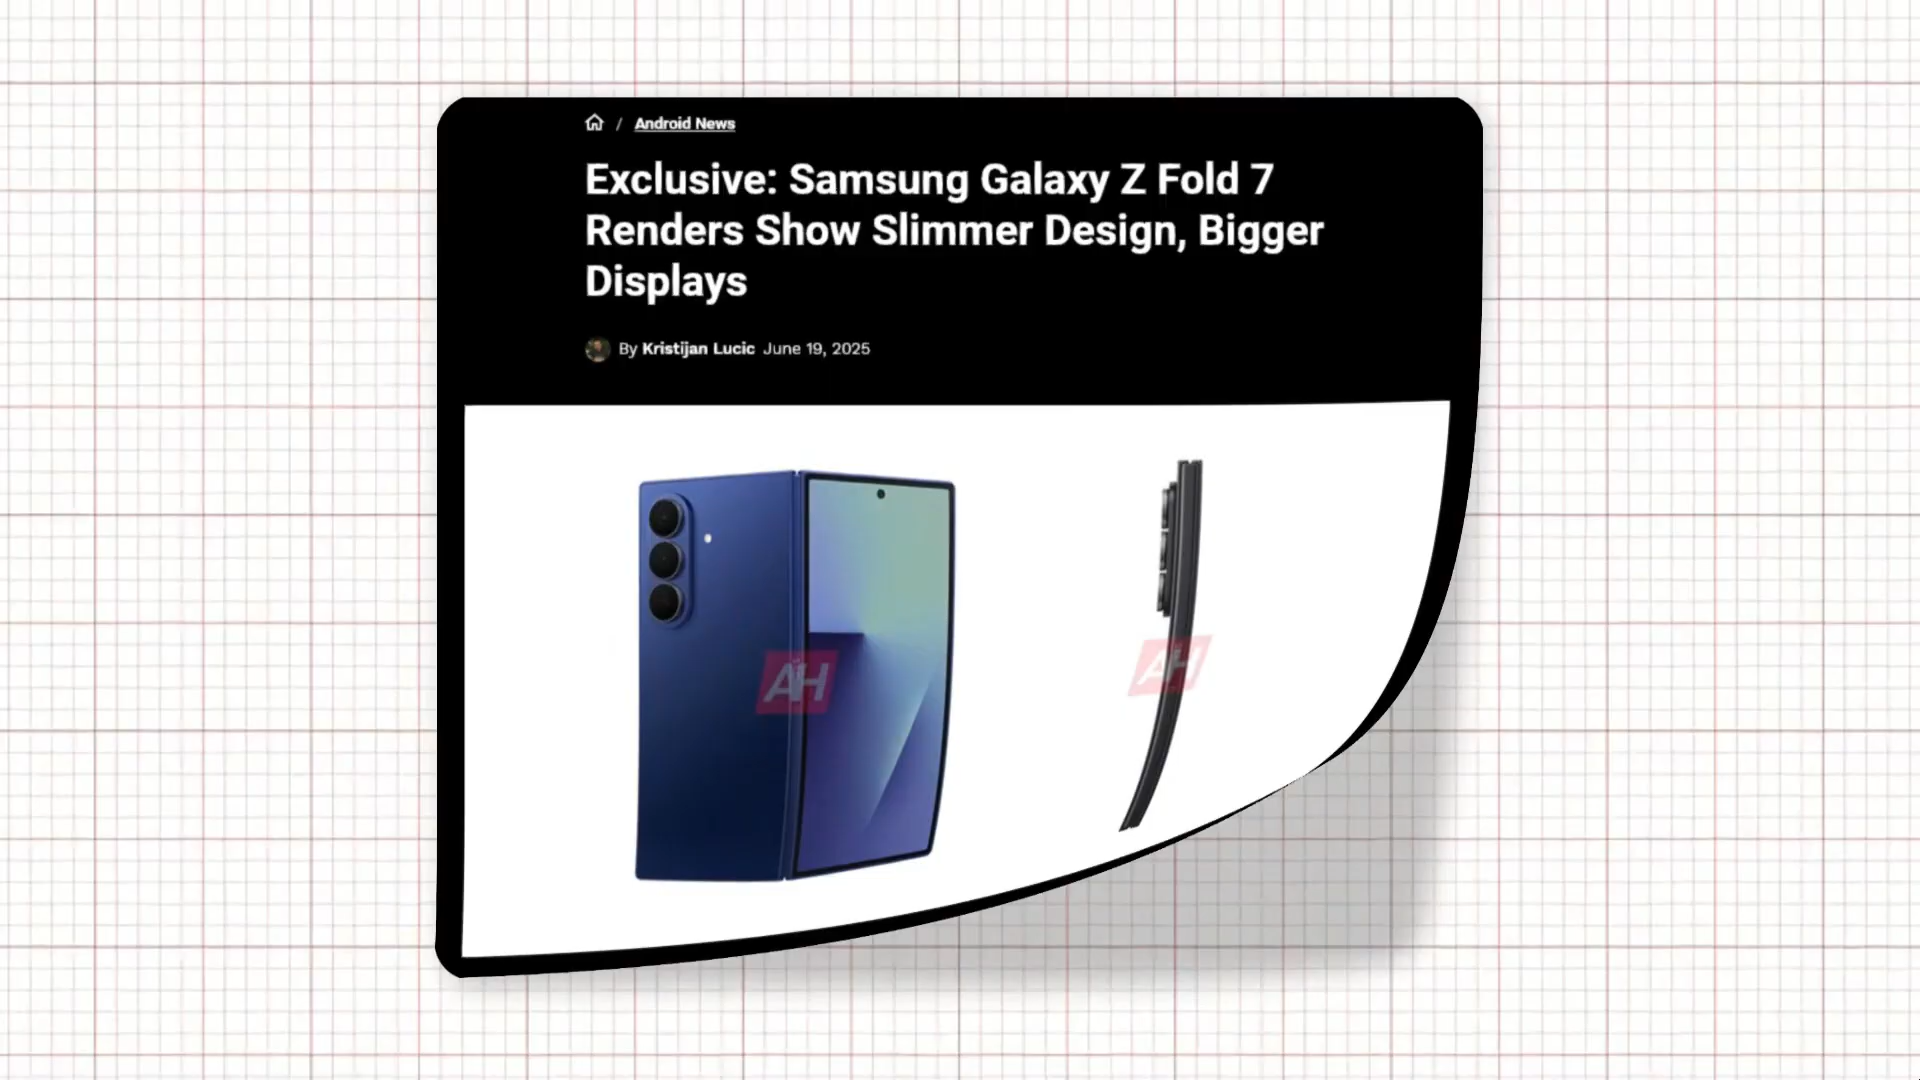 / Android News
Exclusive: Samsung Galaxy Z Fold 7
Renders Show Slimmer Design, Bigger
Displays
By Kristijan Lucic June 19, 2025
AH
AH